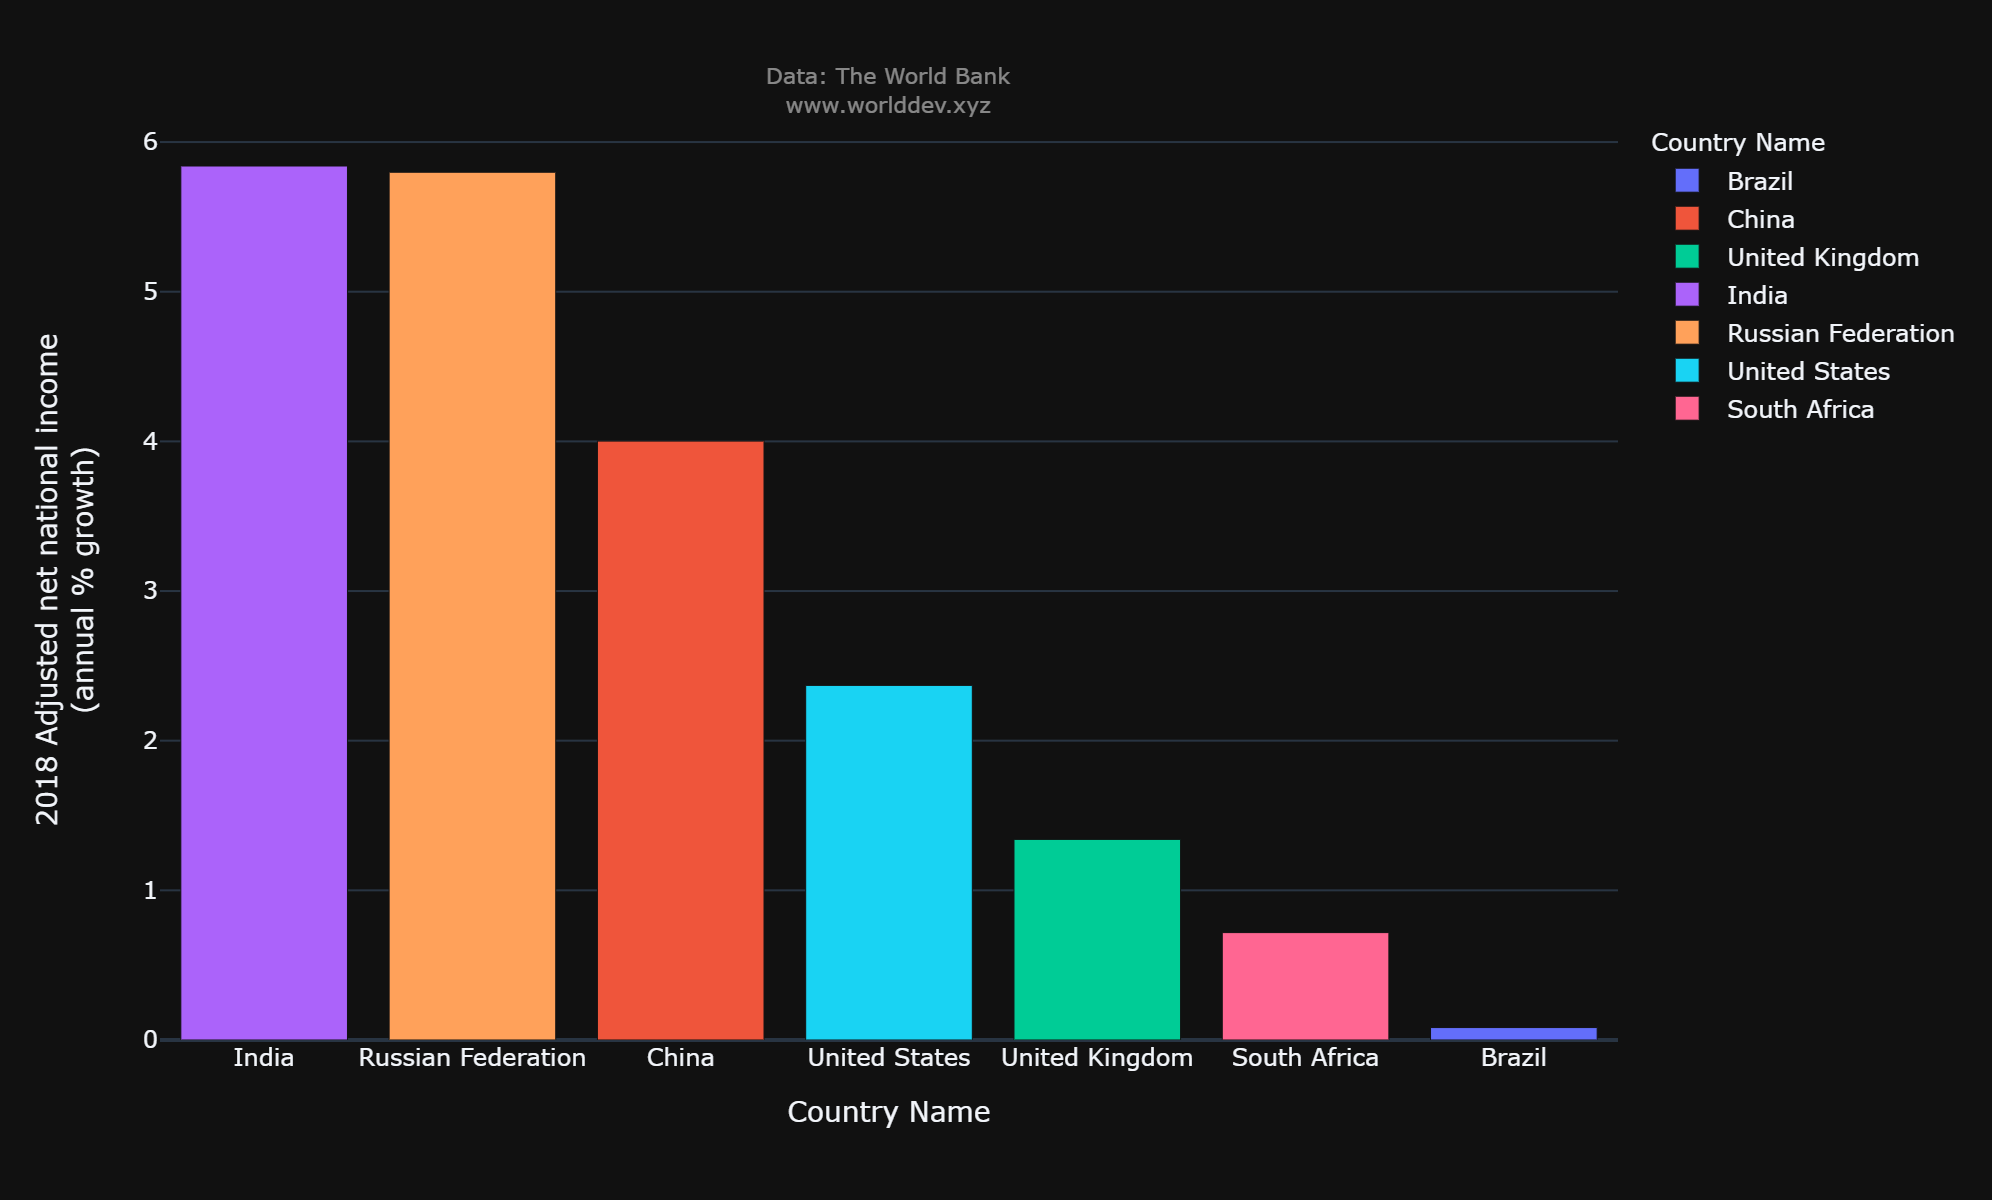 Data: The World Bank
www.worlddev.xyz
2018 Adjusted net national income
(annual % growth)
6
5
4
3
2
1
0
India
Russian Federation
China
United States
United Kingdom
South Africa
Brazil
Country Name
Country Name
Brazil
China
United Kingdom
India
Russian Federation
United States
South Africa